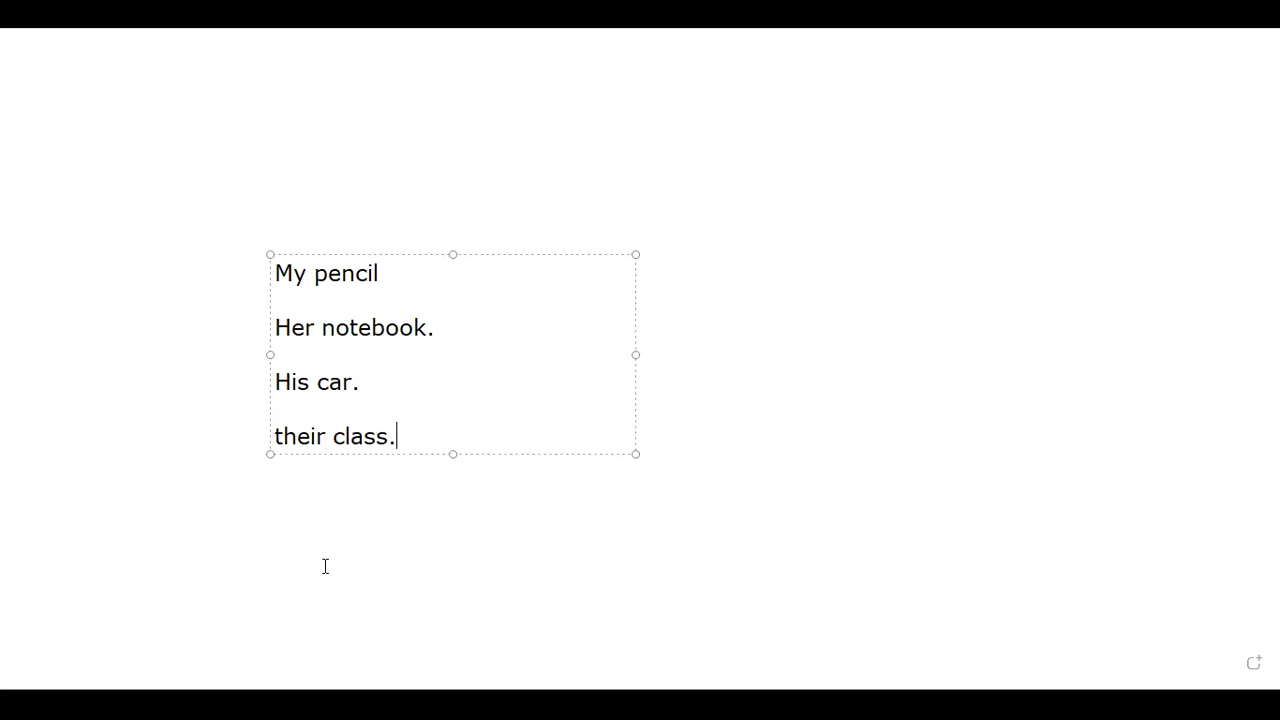 My pencil
Her notebook.
His car.
their class.